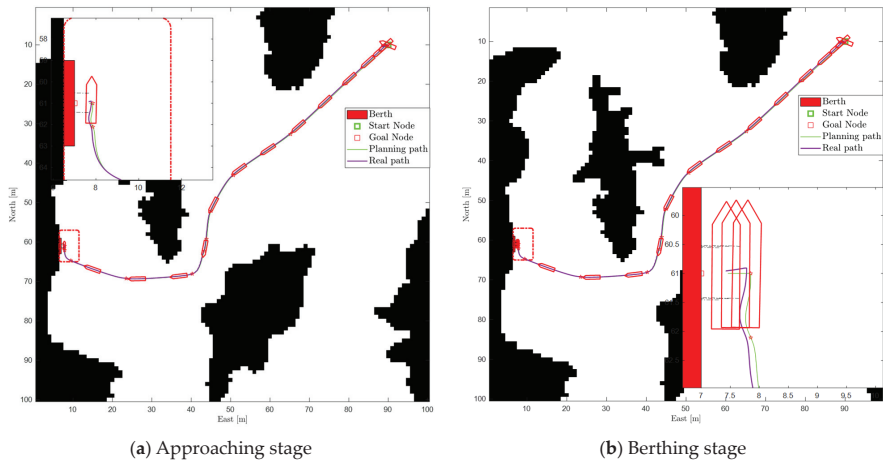 58
8
10
12
10
20
30
40
50
60
70
80
90
100
North [m]
10 20 30 40 50 60 70 80 90 100
East [m]
Berth
Start Node
Goal Node
Planning path
Real path
(a) Approaching stage
10
20
30
40
50
60
70
80
90
100
North [m]
10 20 30 40 50 60 70 80 90
East [m]
Berth
Start Node
Goal Node
Planning path
Real path
60
60.5
61
7 7.5 8 8.5 9 9.5 10
(b) Berthing stage